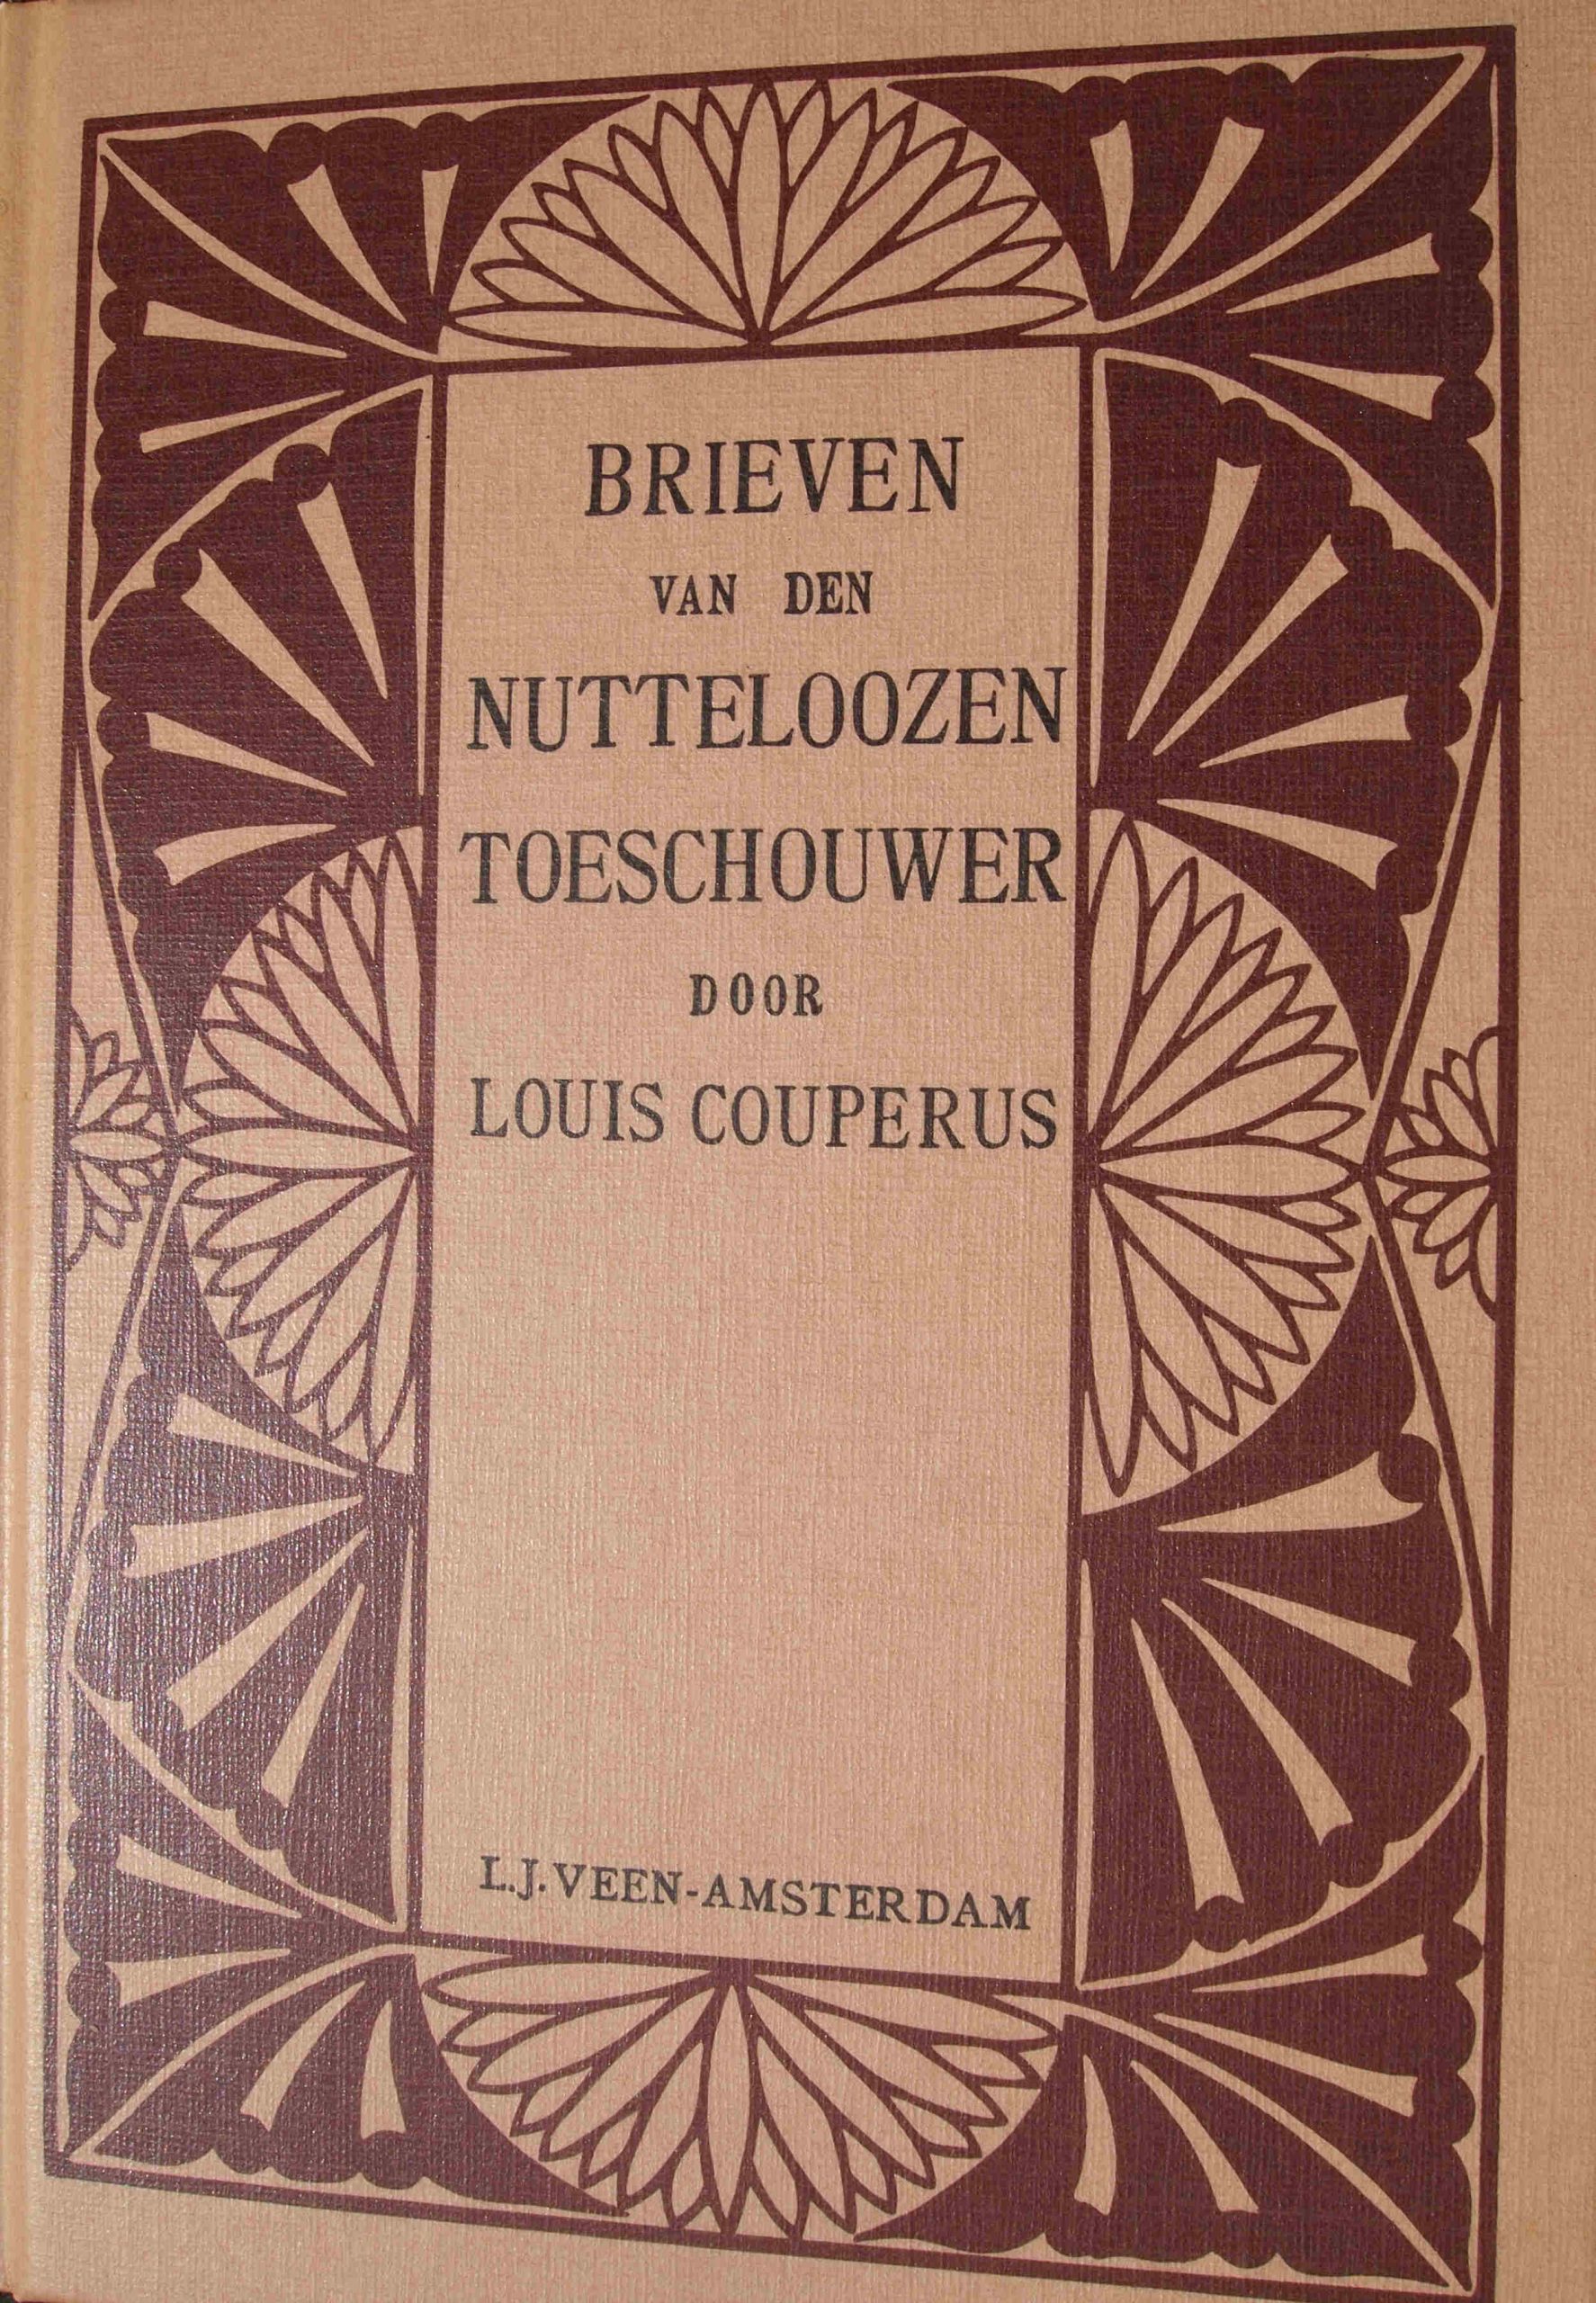 BRIEVEN
VAN DEN
NUTTELOOZEN
TOESCHOUWER
DOOR
LOUIS COUPERUS
L.J.VEEN-AMSTERDAM